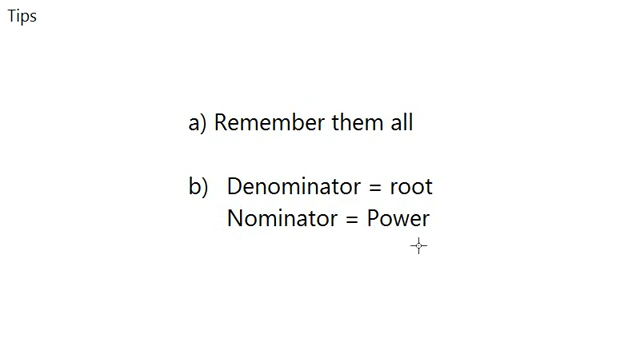 Tips
a) Remember them all
b) Denominator = root
Nominator = Power